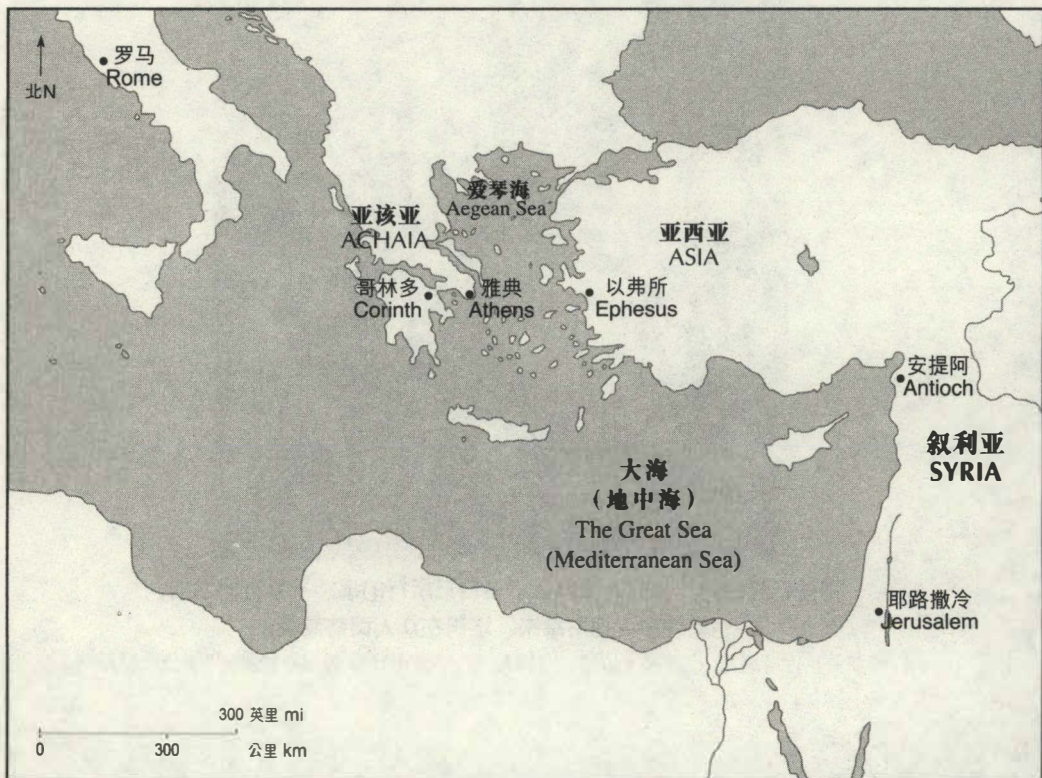 罗马
Rome
北N
爱琴海
Aegean Sea
亚该亚
ACHAIA
亚西亚
ASIA
哥林多
Corinth
雅典
Athens
以弗所
Ephesus
安提阿
Antioch
叙利亚
SYRIA
大海
(地中海)
The Great Sea
(Mediterranean Sea)
耶路撒冷
Jerusalem
300 英里 mi
0 300 公里 km